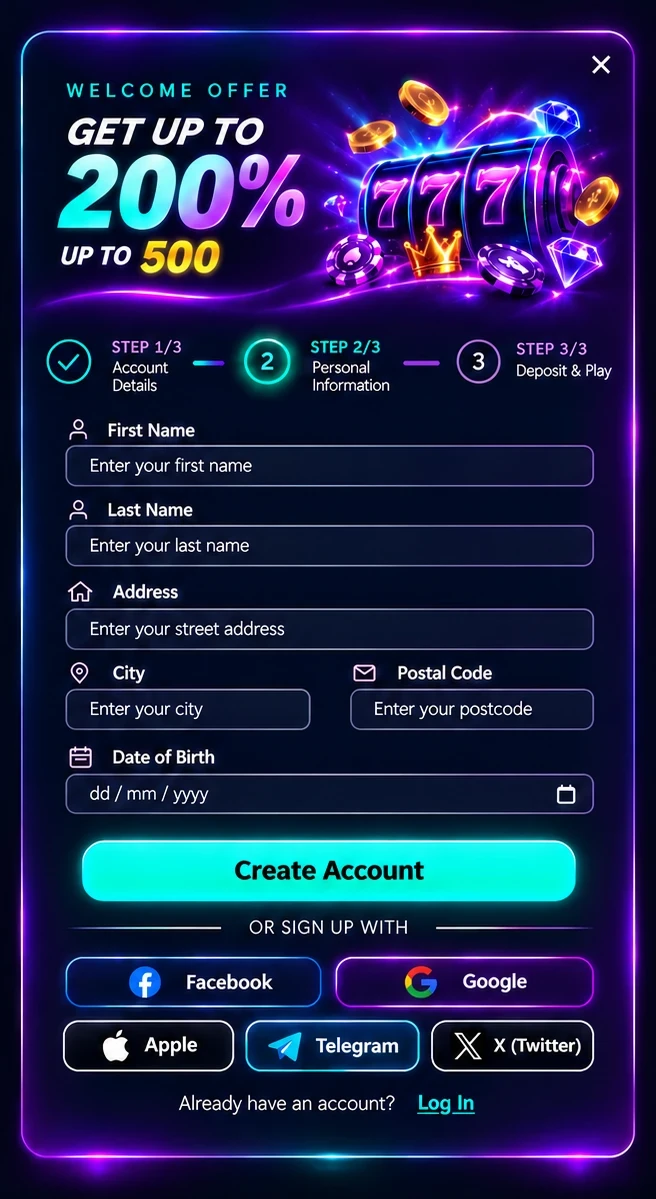 WELCOME OFFER
GET UP TO
200%
UP TO 500
7 7 7
STEP 1/3
Account
Details
2
STEP 2/3
Personal
Information
3
STEP 3/3
Deposit & Play
First Name
Enter your first name
Last Name
Enter your last name
Address
Enter your street address
City
Postal Code
Enter your city
Enter your postcode
Date of Birth
dd / mm / yyyy
Create Account
OR SIGN UP WITH
Facebook
Google
Apple
Telegram
X (Twitter)
Already have an account? Log In